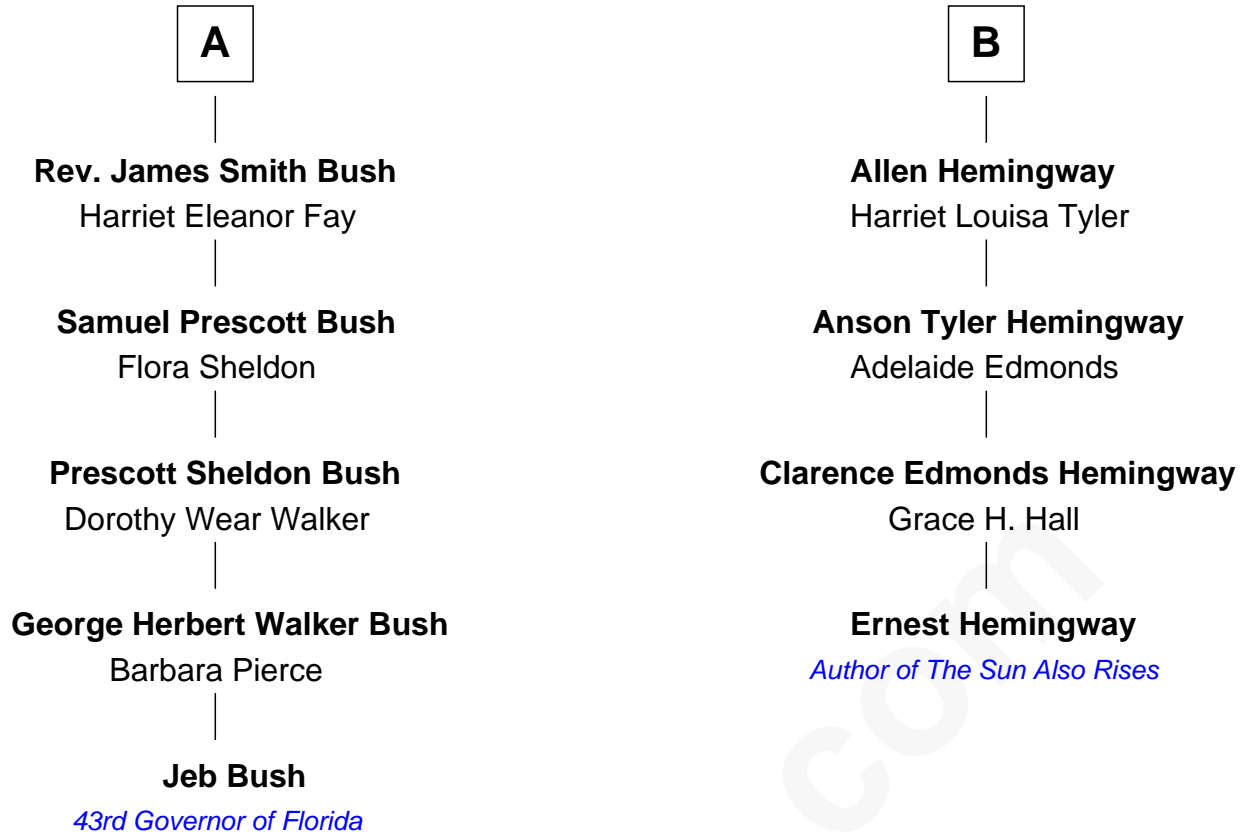 A
B
Rev. James Smith Bush
Harriet Eleanor Fay
Allen Hemingway
Harriet Louisa Tyler
Samuel Prescott Bush
Flora Sheldon
Anson Tyler Hemingway
Adelaide Edmonds
Prescott Sheldon Bush
Dorothy Wear Walker
Clarence Edmonds Hemingway
Grace H. Hall
George Herbert Walker Bush
Barbara Pierce
Ernest Hemingway
Author of The Sun Also Rises
Jeb Bush
43rd Governor of Florida
com